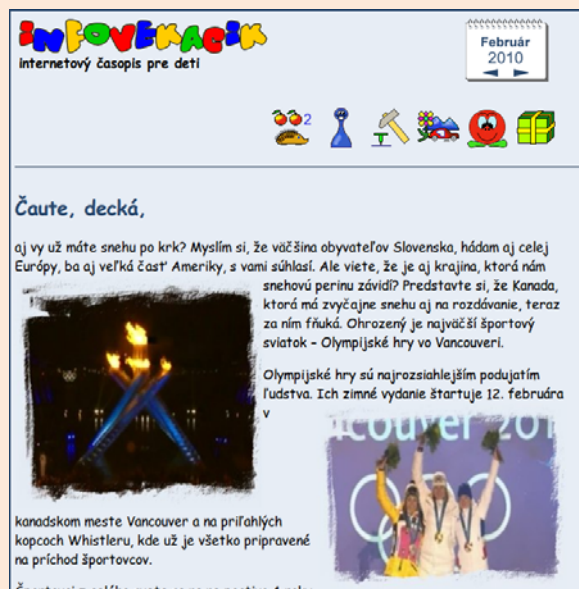 INFOVEKACIK
internetový časopis pre deti
Február
2010
2
Čaute, decká,
aj vy už máte snehu po krk? Myslím si, že väčšina obyvateľov Slovenska, hádam aj celej
Európy, ba aj veľká časť Ameriky, s vami súhlasí. Ale viete, že je aj krajina, ktorá nám
snehovú perinu závidí? Predstavte si, že Kanada,
ktorá má zvyčajne snehu aj na rozdávanie, teraz
za ním fňuká. Ohrozený je najväčší športový
sviatok - Olympijské hry vo Vancouveri.
Olympijské hry sú najrozsiahlejším podujatím
ľudstva. Ich zimné vydanie štartuje 12. februára
v
kanadskom meste Vancouver a na priľahlých
kopcoch Whistleru, kde už je všetko pripravené
na príchod športovcov.